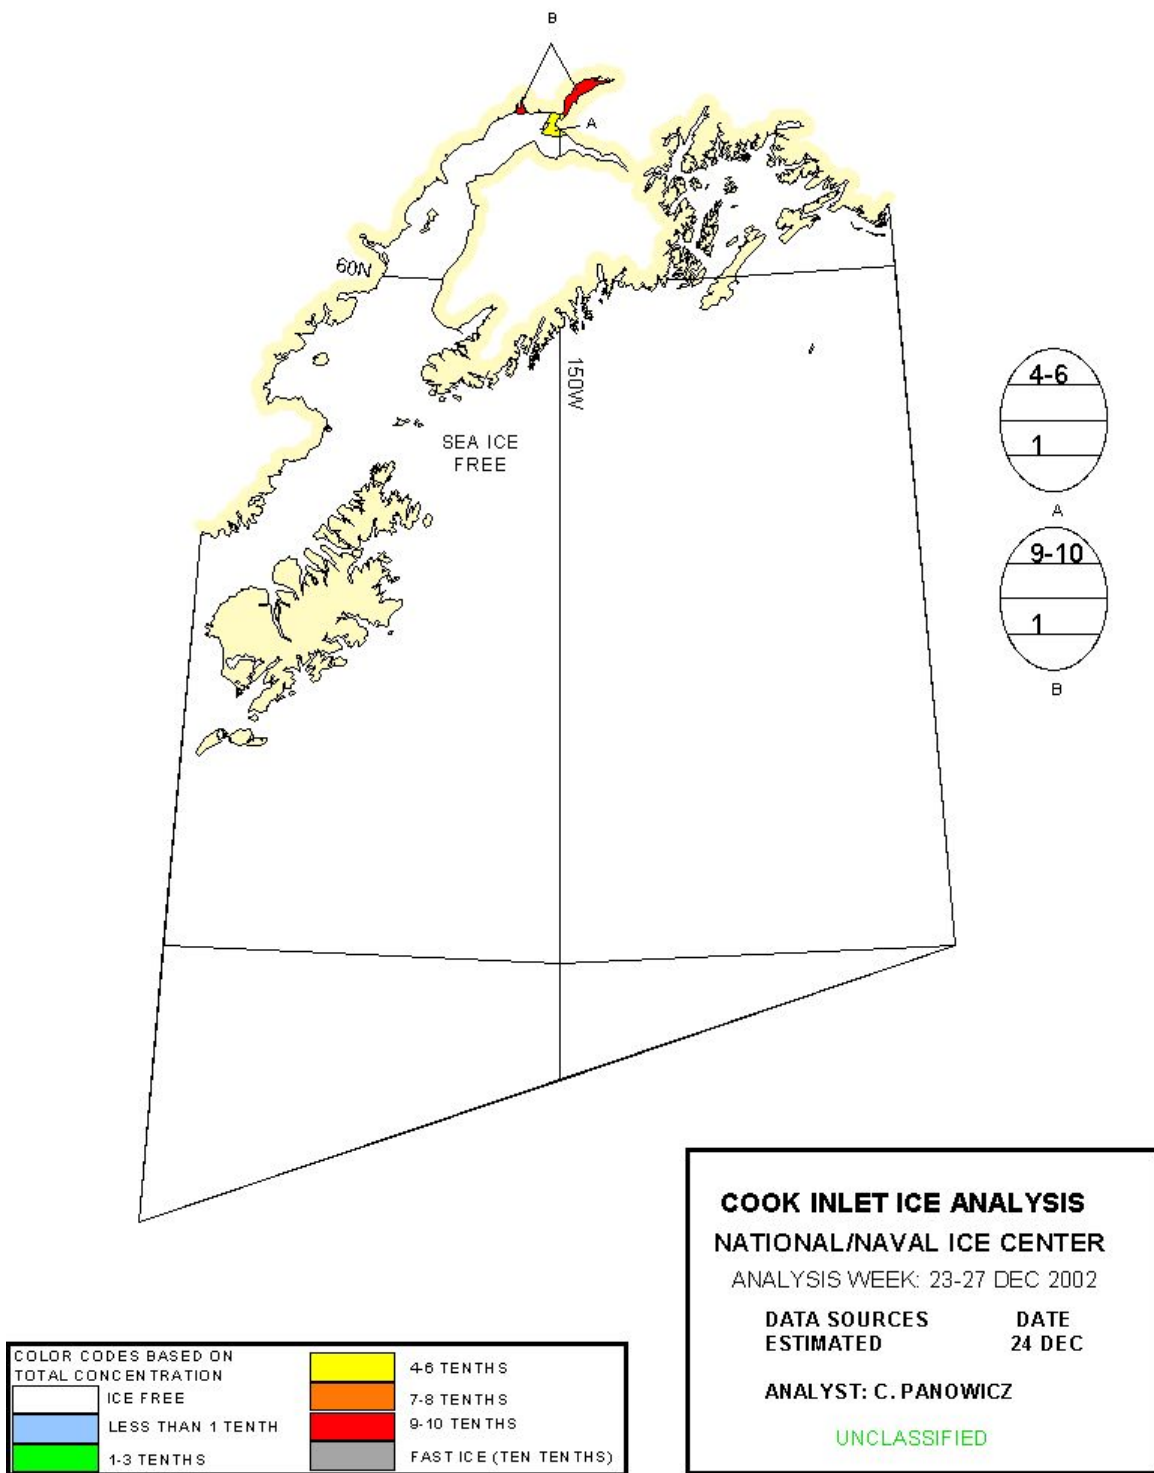 B
A
60N
150W
SEA ICE
FREE
4-6
1
A
9-10
1
B
COOK INLET ICE ANALYSIS
NATIONAL/NAVAL ICE CENTER
ANALYSIS WEEK: 23-27 DEC 2002
DATA SOURCES DATE
ESTIMATED 24 DEC
ANALYST: C. PANOWICZ
UNCLASSIFIED
COLOR CODES BASED ON
TOTAL CONCENTRATION
ICE FREE
LESS THAN 1 TENTH
1-3 TENTHS
4-6 TENTHS
7-8 TENTHS
9-10 TENTHS
FAST ICE (TEN TENTHS)